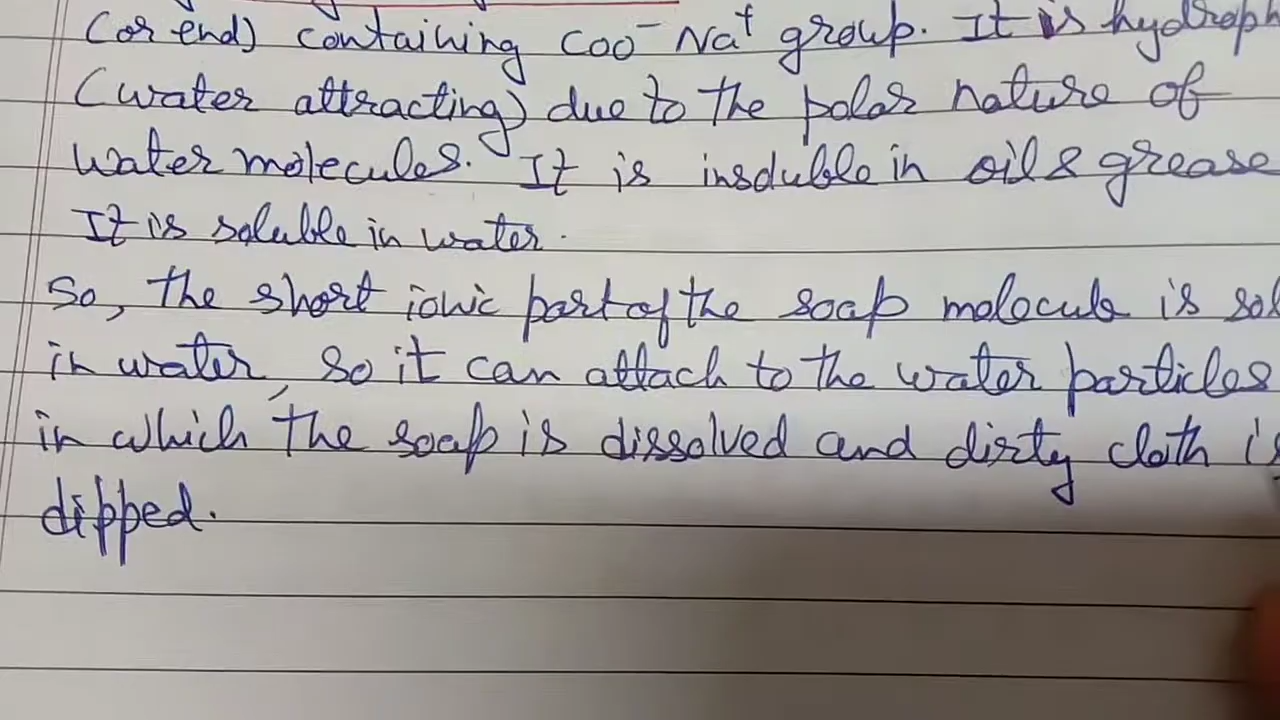 (or end) containing COO⁻ Na⁺ group. It is hydroph
(water attracting) due to the polar nature of
water molecules. It is insoluble in oil & grease
It is soluble in water.
So, the short ionic part of the soap molecule is sol
in water, so it can attach to the water particles
in which the soap is dissolved and dirty cloth is
dipped.